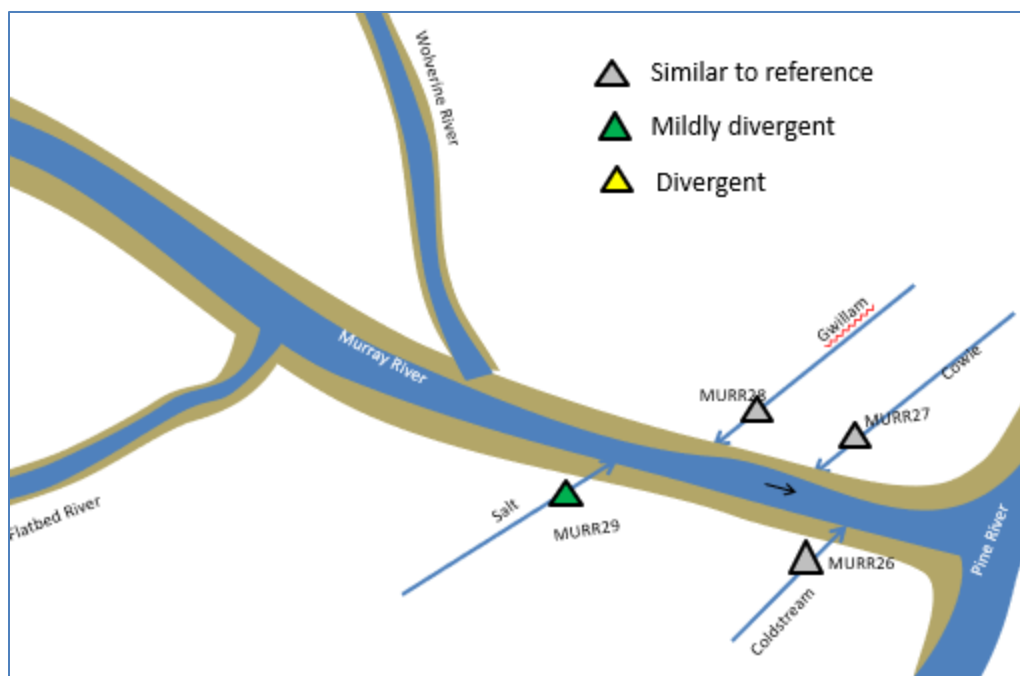 Wolverine River
Similar to reference
Mildly divergent
Divergent
Gwillam
Cowie
Murray River
MURR28
MURR27
Salt
MURR29
Flatbed River
MURR26
Coldstream
Pine River